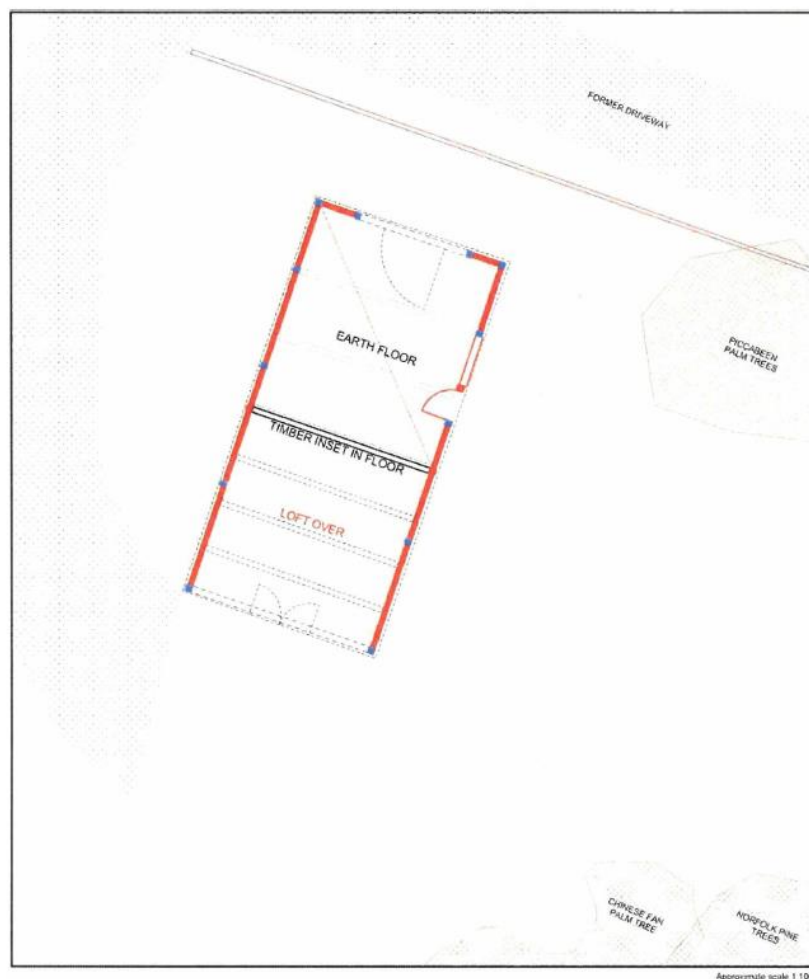 FORMER DRIVEWAY
PICCABEEN
PALM TREES
EARTH FLOOR
TIMBER INSET IN FLOOR
LOFT OVER
CHINESE FAN
PALM TREE
NORFOLK PINE
TREES
Approximate scale